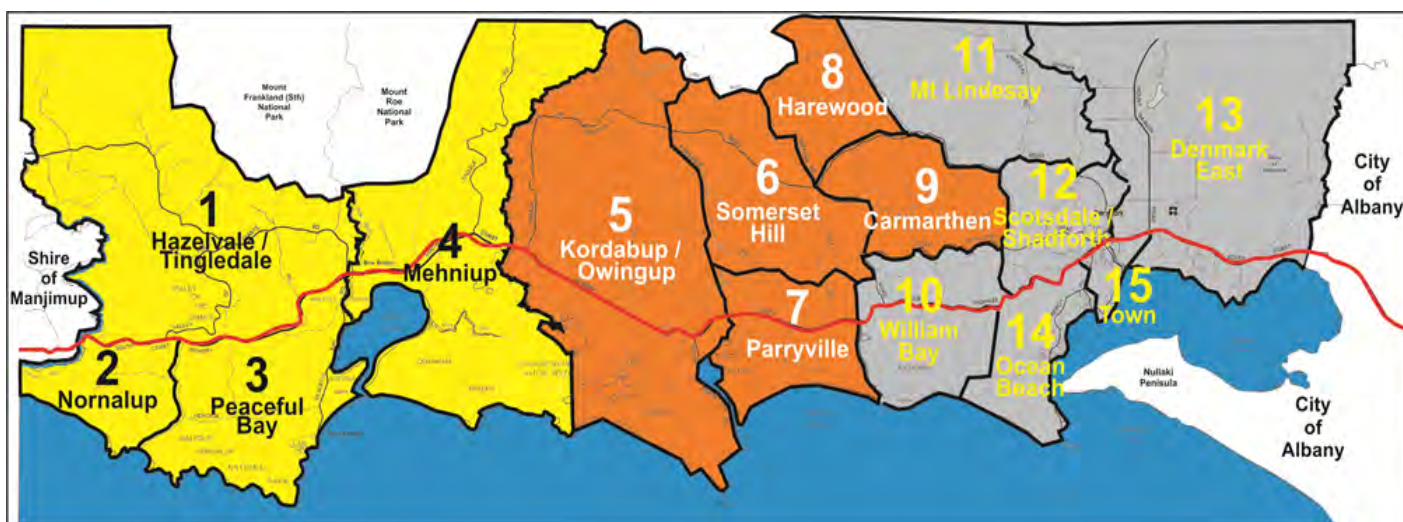 Mount
Frankland (Sth)
National
Park
Mount
Roe
National
Park
1
Hazelvale /
Tingledale
Shire
of
Manjimup
2
Nornalup
3
Peaceful
Bay
4
Mehniup
5
Kordabup /
Owingup
6
Somerset
Hill
7
Parryville
8
Harewood
9
Carmarthen
10
William
Bay
11
Mt Lindesay
12
Scotsdale /
Shadforth
13
Denmark
East
14
Ocean
Beach
15
Town
City
of
Albany
Nullaki
Penisula
City
of
Albany